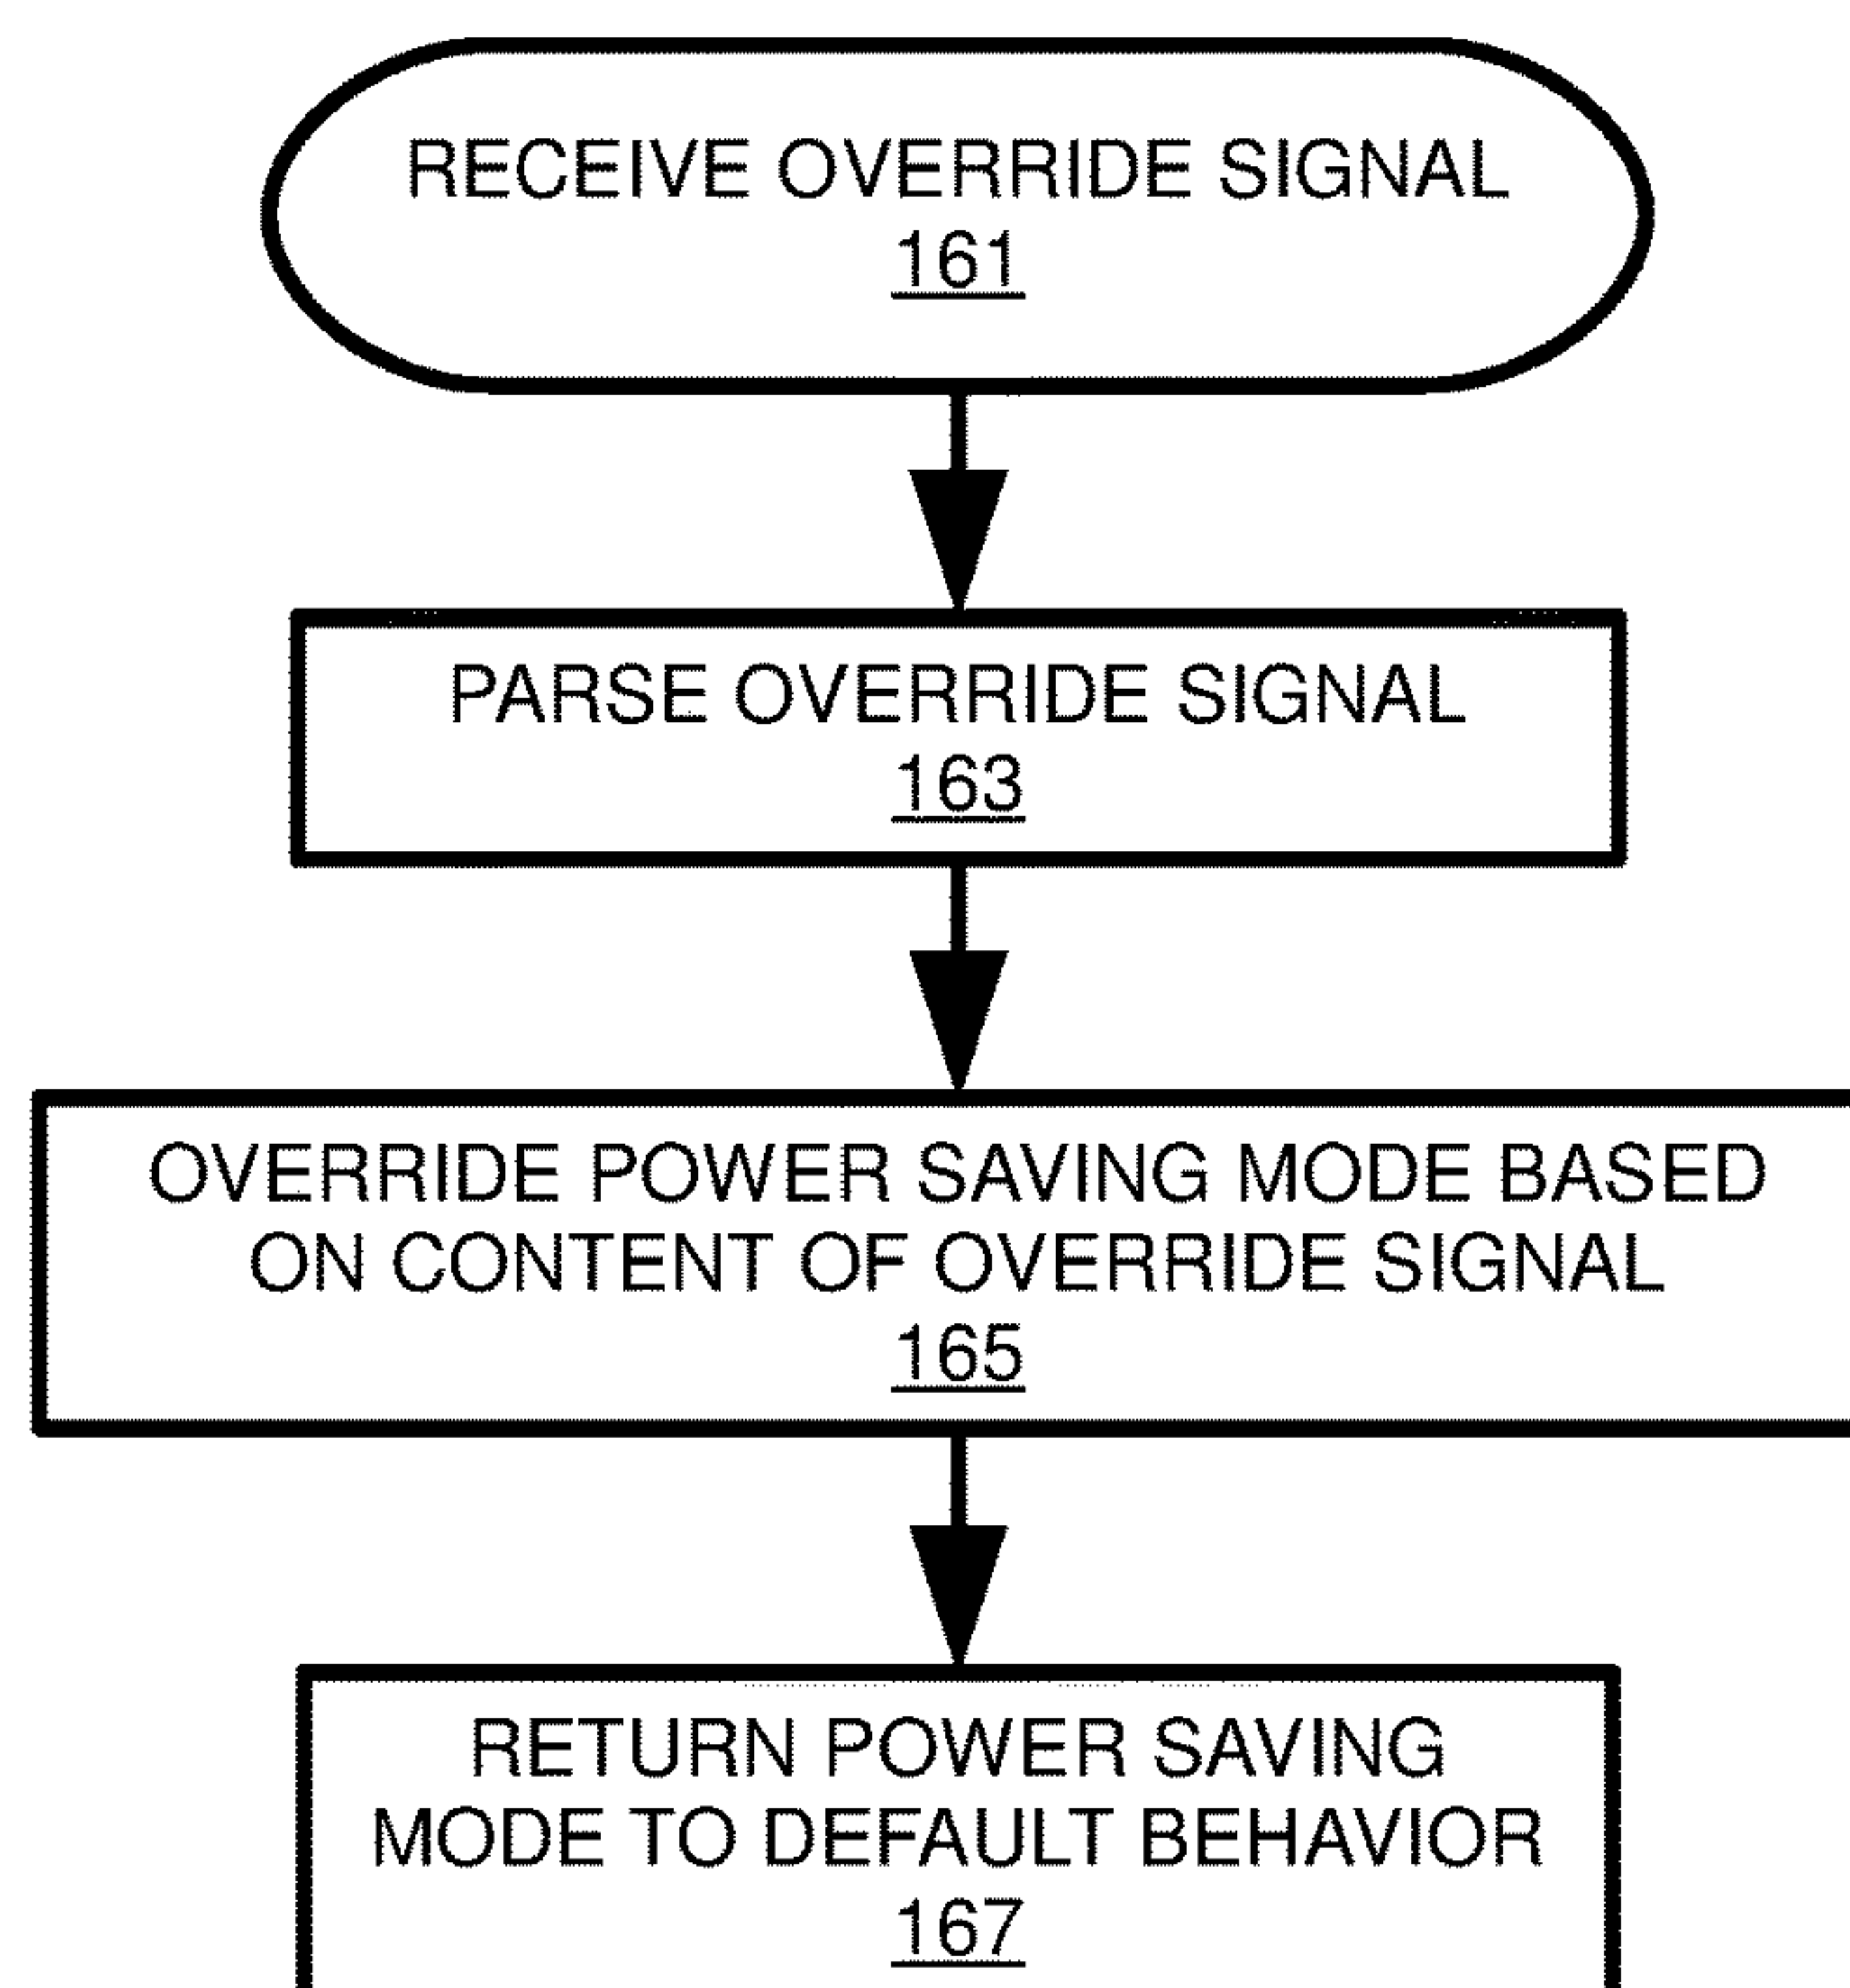 RECEIVE OVERRIDE SIGNAL
161
PARSE OVERRIDE SIGNAL
163
OVERRIDE POWER SAVING MODE BASED
ON CONTENT OF OVERRIDE SIGNAL
165
RETURN POWER SAVING
MODE TO DEFAULT BEHAVIOR
167